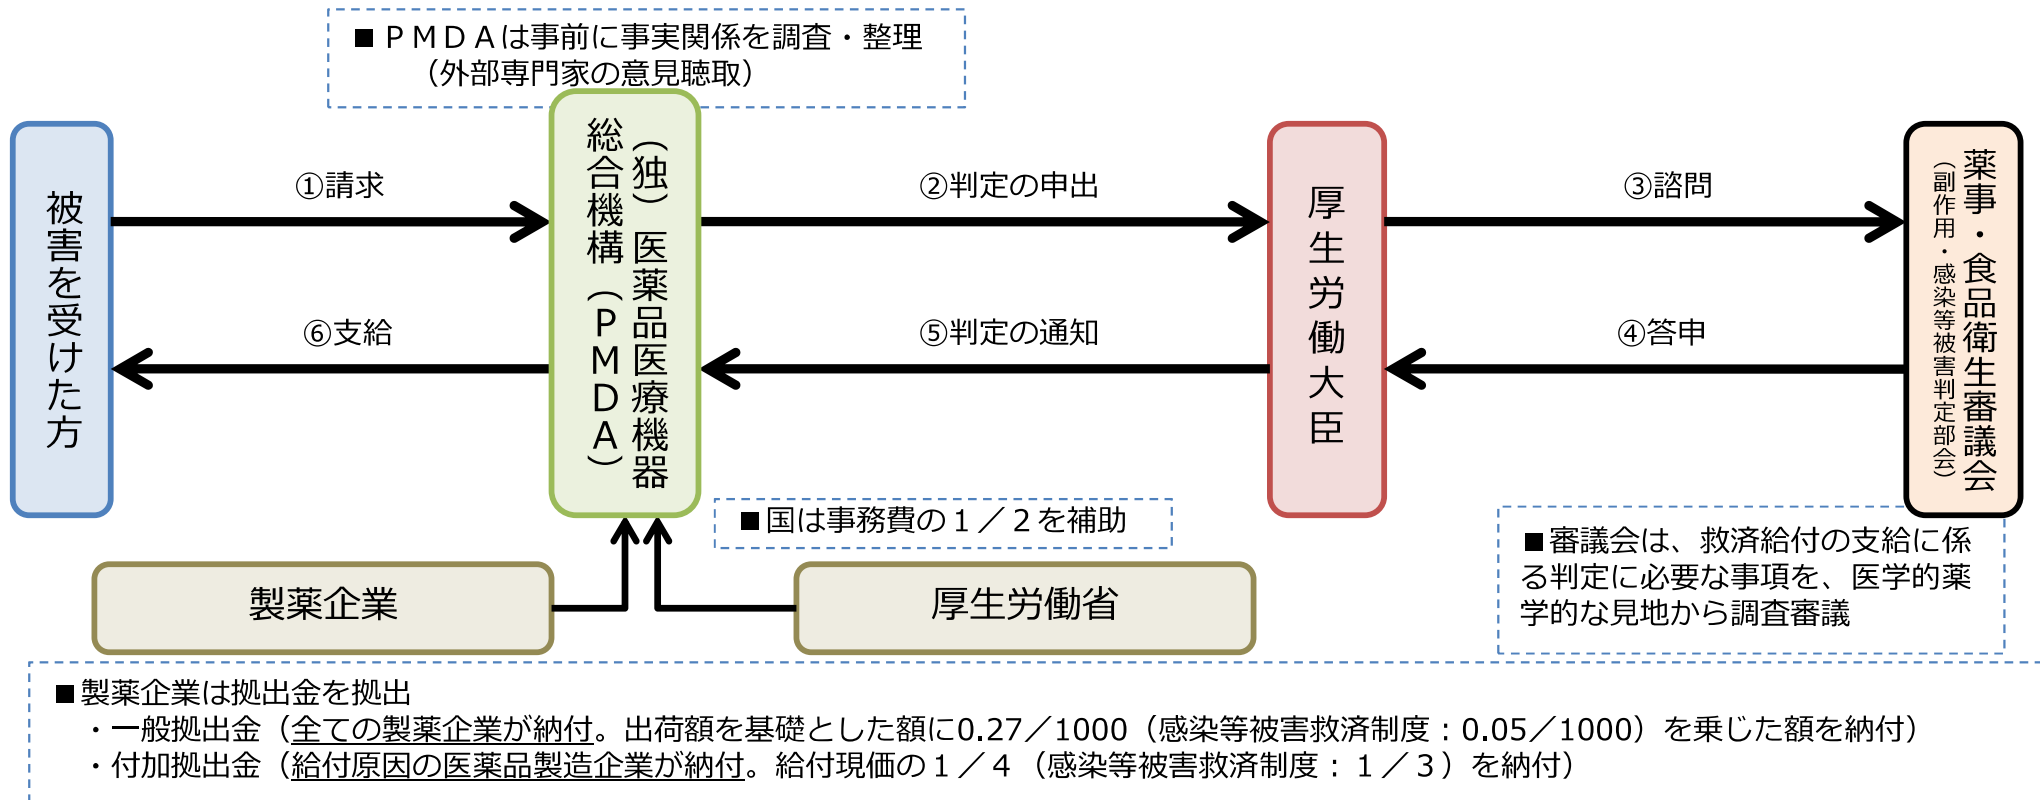 ■ＰＭＤＡは事前に事実関係を調査・整理
（外部専門家の意見聴取）
被害を受けた方
①請求
⑥支給
（独）医薬品医療機器
総合機構（ＰＭＤＡ）
②判定の申出
⑤判定の通知
厚生労働大臣
③諮問
④答申
薬事・食品衛生審議会
（副作用・感染等被害判定部会）
■国は事務費の１／２を補助
■審議会は、救済給付の支給に係
る判定に必要な事項を、医学的薬
学的な見地から調査審議
製薬企業
厚生労働省
■製薬企業は拠出金を拠出
・一般拠出金（全ての製薬企業が納付。出荷額を基礎とした額に0.27／1000（感染等被害救済制度：0.05／1000）を乗じた額を納付）
・付加拠出金（給付原因の医薬品製造企業が納付。給付現価の１／４（感染等被害救済制度：１／３）を納付）